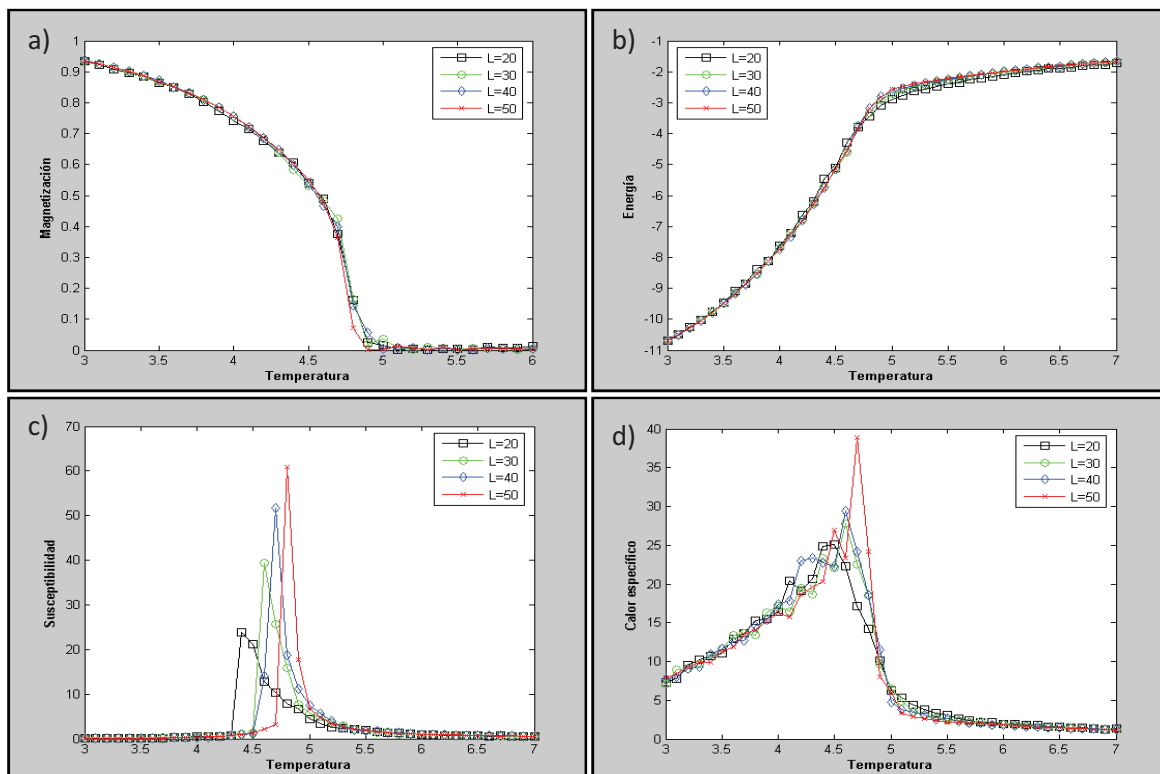 a)
1
0.9
0.8
0.7
0.6
0.5
0.4
0.3
0.2
0.1
0
Magnetización
3
3.5
4
4.5
5
5.5
6
Temperatura
L=20
L=30
L=40
L=50
b)
-1
-2
-3
-4
-5
-6
-7
-8
-9
-10
-11
Energía
3
3.5
4
4.5
5
5.5
6
6.5
7
Temperatura
L=20
L=30
L=40
L=50
c)
70
60
50
40
30
20
10
0
Susceptibilidad
3
3.5
4
4.5
5
5.5
6
6.5
7
Temperatura
L=20
L=30
L=40
L=50
d)
40
35
30
25
20
15
10
5
0
Calor específico
3
3.5
4
4.5
5
5.5
6
6.5
7
Temperatura
L=20
L=30
L=40
L=50